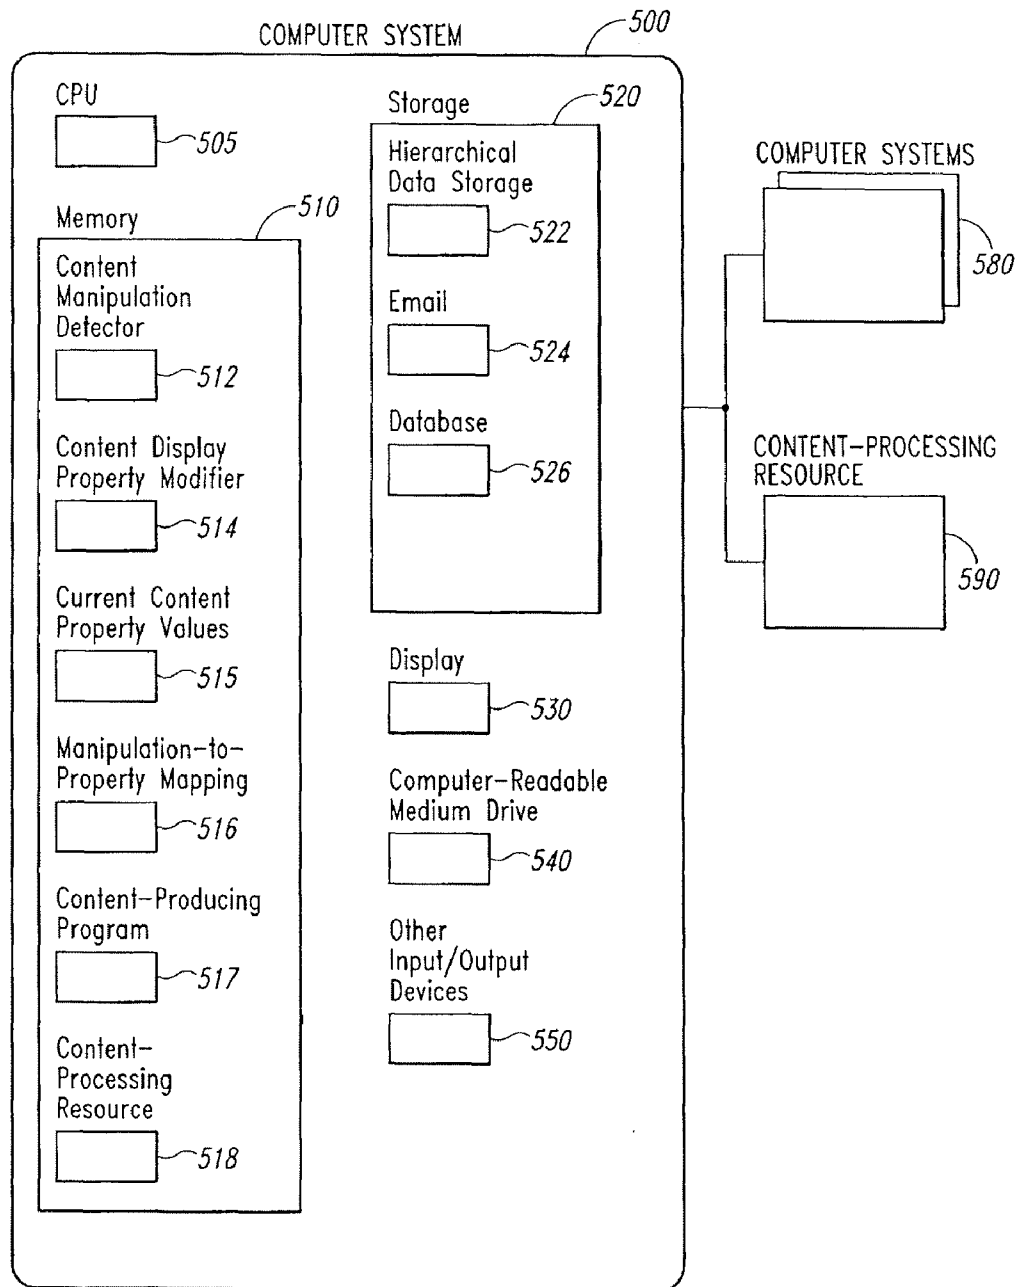 COMPUTER SYSTEM
500
CPU
505
Memory
510
Content
Manipulation
Detector
512
Content Display
Property Modifier
514
Current Content
Property Values
515
Manipulation-to-
Property Mapping
516
Content-Producing
Program
517
Content-
Processing
Resource
518
Storage
520
Hierarchical
Data Storage
522
Email
524
Database
526
Display
530
Computer-Readable
Medium Drive
540
Other
Input/Output
Devices
550
COMPUTER SYSTEMS
580
CONTENT-PROCESSING
RESOURCE
590